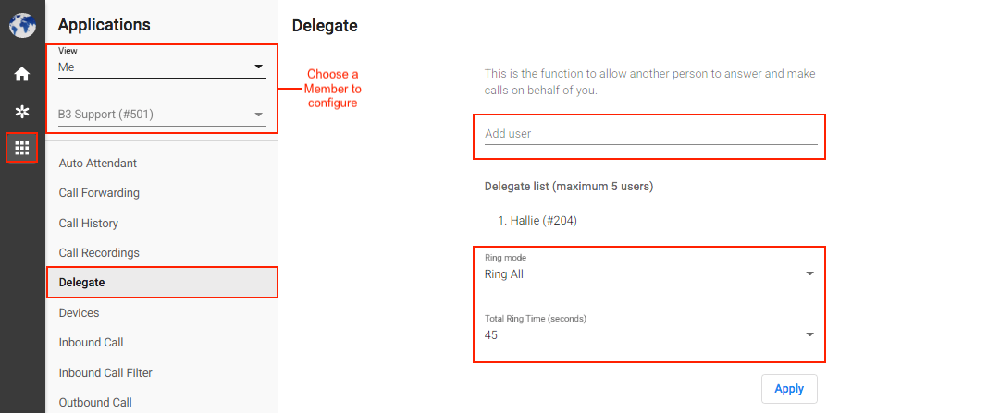 Applications
View
Me
B3 Support (#501)
Auto Attendant
Call Forwarding
Call History
Call Recordings
Delegate
Devices
Inbound Call
Inbound Call Filter
Outbound Call
Choose a
Member to
configure
Delegate
This is the function to allow another person to answer and make
calls on behalf of you.
Add user
Delegate list (maximum 5 users)
1. Hallie (#204)
Ring mode
Ring All
Total Ring Time (seconds)
45
Apply